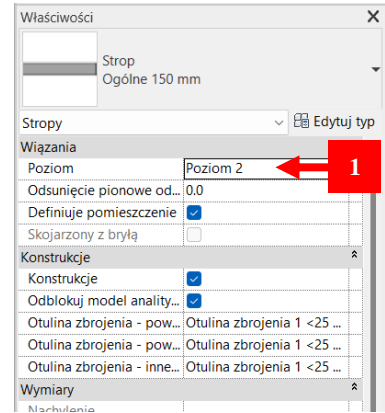 Właściwości
Strop
Ogólne 150 mm
Stropy
Edytuj typ
Wiązania
Poziom Poziom 2
1
Odsunięcie pionowe od... 0.0
Definiuje pomieszczenie
Skojarzony z bryłą
Konstrukcje
Konstrukcje
Odblokuj model anality...
Otulina zbrojenia - pow... Otulina zbrojenia 1 <25 ...
Otulina zbrojenia - pow... Otulina zbrojenia 1 <25 ...
Otulina zbrojenia - inne... Otulina zbrojenia 1 <25 ...
Wymiary
Nachylenie